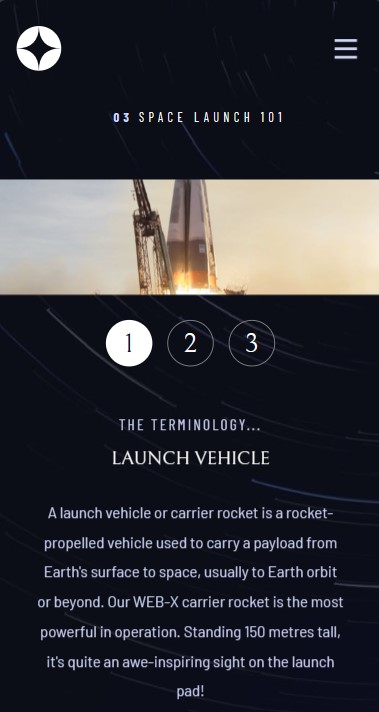 03 SPACE LAUNCH 101
1 2 3
THE TERMINOLOGY...
LAUNCH VEHICLE
A launch vehicle or carrier rocket is a rocket-
propelled vehicle used to carry a payload from
Earth's surface to space, usually to Earth orbit
or beyond. Our WEB-X carrier rocket is the most
powerful in operation. Standing 150 metres tall,
it's quite an awe-inspiring sight on the launch
pad!